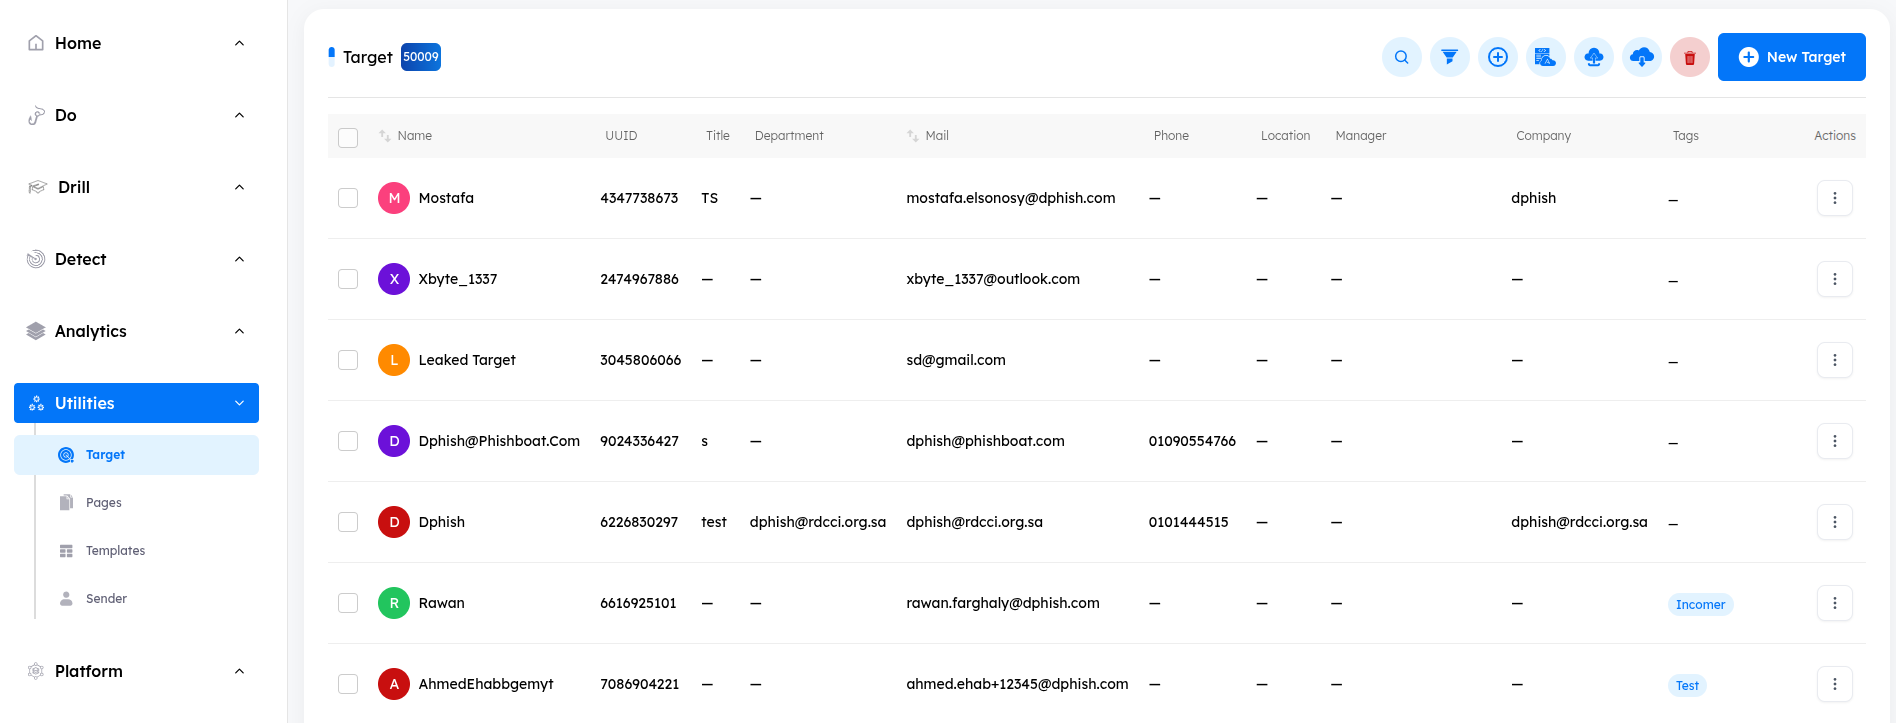 Home
Do
Drill
Detect
Analytics
Utilities
Target
Pages
Templates
Sender
Platform
Target 50009
New Target
Name UUID Title Department Mail Phone Location Manager Company Tags Actions
M Mostafa 4347738673 TS — mostafa.elsonosy@dphish.com — — — dphish —
X Xbyte_1337 2474967886 — — xbyte_1337@outlook.com — — — — —
L Leaked Target 3045806066 — — sd@gmail.com — — — — —
D Dphish@Phishboat.Com 9024336427 s — dphish@phishboat.com 01090554766 — — — —
D Dphish 6226830297 test dphish@rdcci.org.sa dphish@rdcci.org.sa 0101444515 — — dphish@rdcci.org.sa —
R Rawan 6616925101 — — rawan.farghaly@dphish.com — — — — Incomer
A AhmedEhabbgemyt 7086904221 — — ahmed.ehab+12345@dphish.com — — — — Test